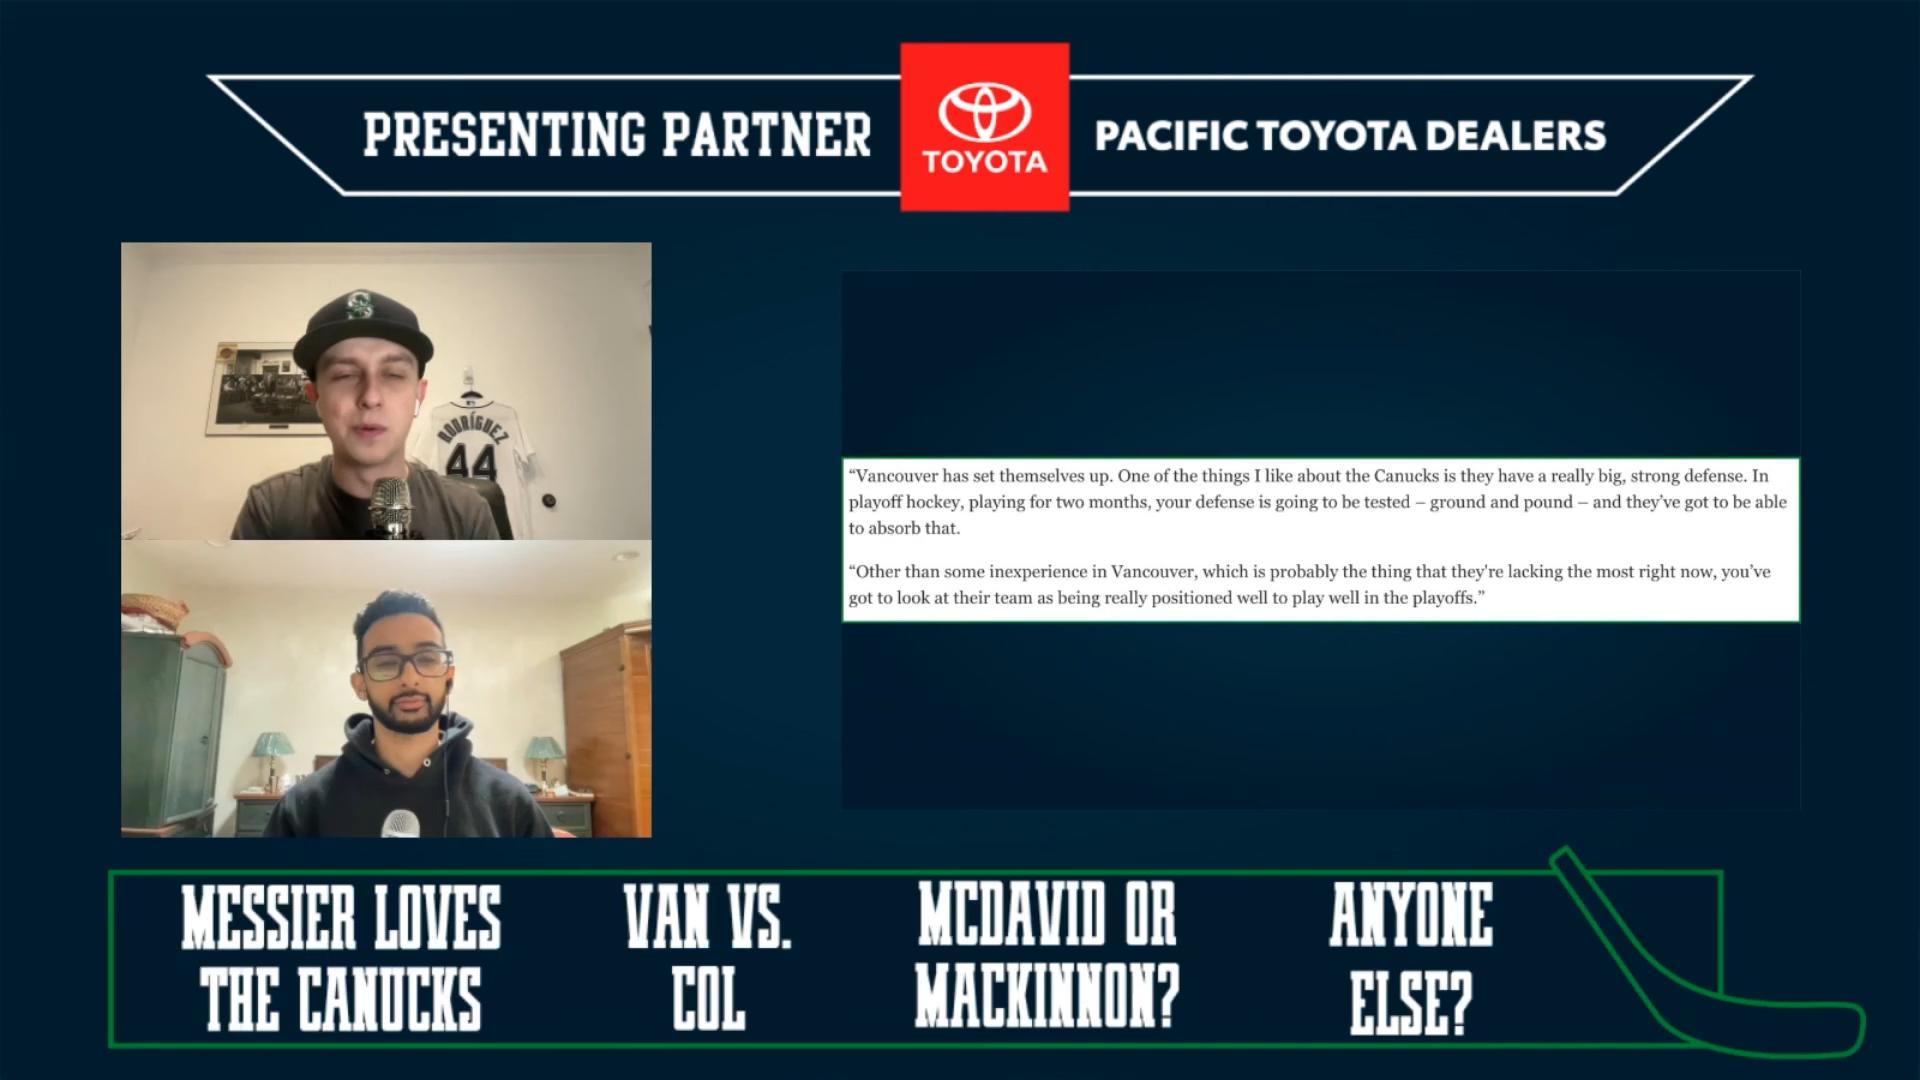 PRESENTING PARTNER
TOYOTA
PACIFIC TOYOTA DEALERS
S
RODRÍGUEZ
44
“Vancouver has set themselves up. One of the things I like about the Canucks is they have a really big, strong defense. In
playoff hockey, playing for two months, your defense is going to be tested – ground and pound – and they’ve got to be able
to absorb that.
“Other than some inexperience in Vancouver, which is probably the thing that they're lacking the most right now, you’ve
got to look at their team as being really positioned well to play well in the playoffs.”
MESSIER LOVES
THE CANUCKS
VAN VS.
COL
MCDAVID OR
MACKINNON?
ANYONE
ELSE?